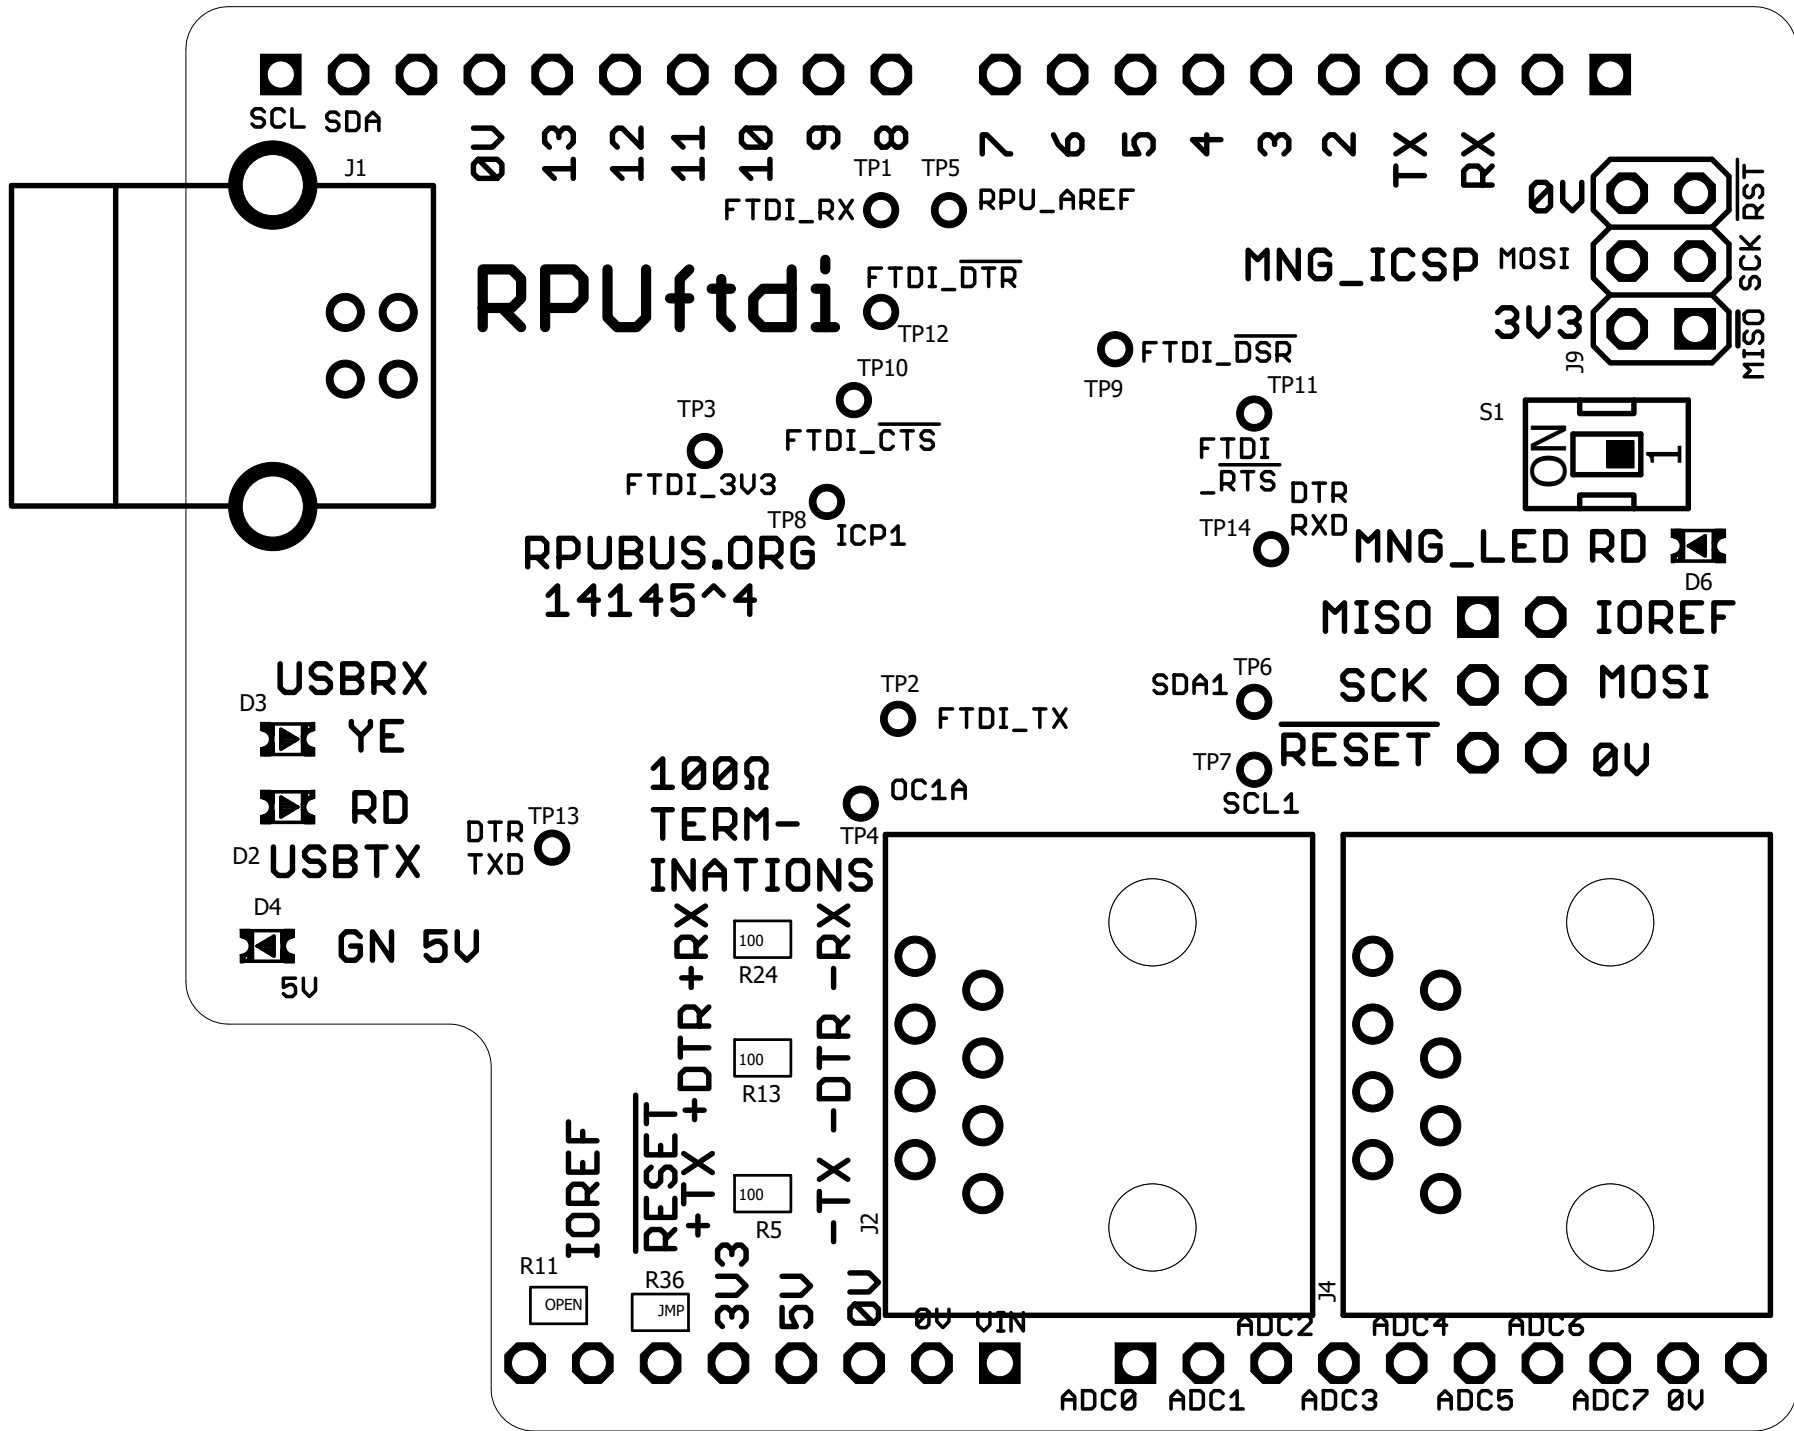 SCL SDA
0V 13 12 11 10 9 8 7 6 5 4 3 2 TX RX
J1
TP1 TP5
FTDI_RX RPU_AREF
0V RST
MNG_ICSP MOSI SCK
3V3 MISO
J9
RPUftdi
FTDI_DTR
TP12
FTDI_DSR
TP9
TP10
FTDI_CTS
TP11
FTDI
_RTS
TP3
FTDI_3V3
S1
ON 1
TP8
ICP1
DTR
RXD
TP14
RPUBUS.ORG
14145^4
MNG_LED RD
D6
MISO IOREF
SCK MOSI
RESET 0V
USBRX
D3
YE
RD
D2
USBTX
D4
GN 5V
5V
TP2
FTDI_TX
SDA1
TP6
TP7
SCL1
100Ω
TERM-
INATIONS
OC1A
TP4
DTR
TXD
TP13
+RX
100
R24
-RX
+DTR
100
R13
-DTR
+TX
100
R5
-TX
J2
J4
IOREF
RESET
3V3
5V
0V
R11
OPEN
R36
JMP
0V VIN
ADC2 ADC4 ADC6
ADC0 ADC1 ADC3 ADC5 ADC7 0V